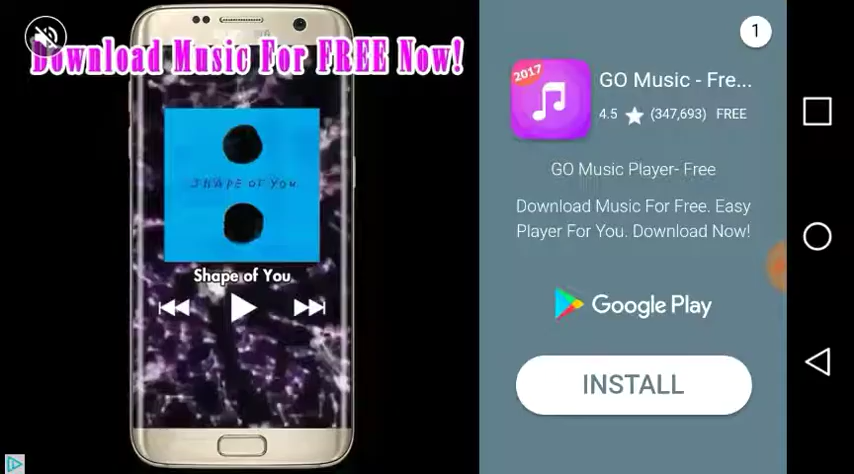 Download Music For FREE Now!
SHAPE OF YOU
Shape of You
1
2017
GO Music - Fre...
4.5 (347,693) FREE
GO Music Player- Free
Download Music For Free. Easy
Player For You. Download Now!
Google Play
INSTALL